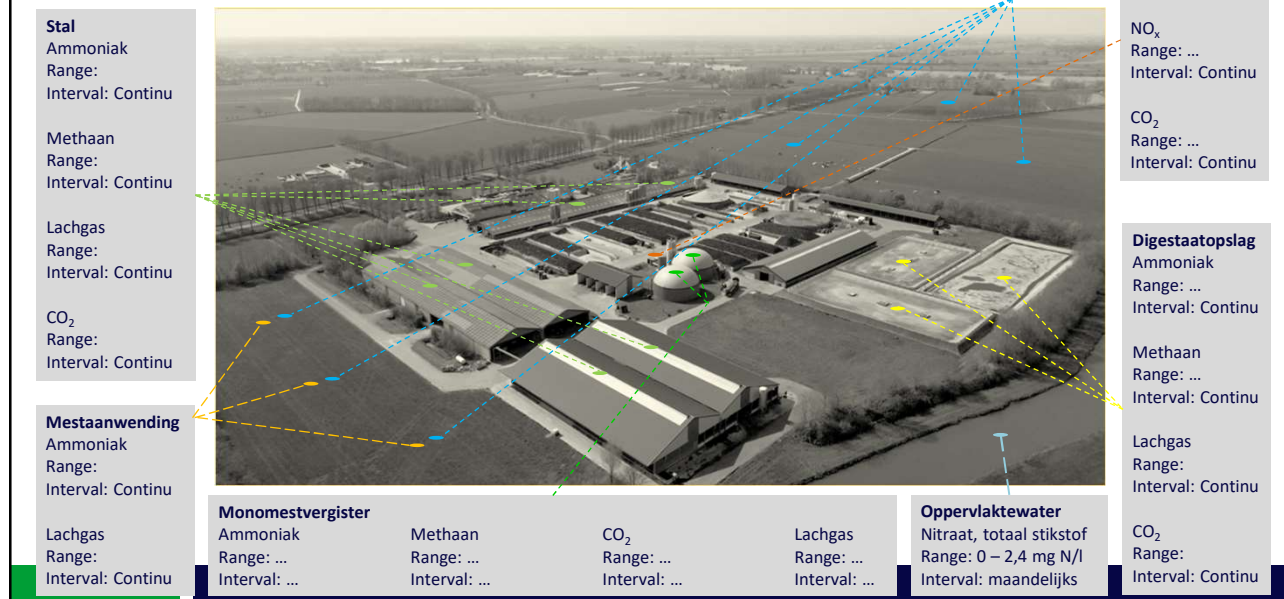 Stal
Ammoniak
Range:
Interval: Continu
Methaan
Range:
Interval: Continu
Lachgas
Range:
Interval: Continu
CO₂
Range:
Interval: Continu
Mestaanwending
Ammoniak
Range:
Interval: Continu
Lachgas
Range:
Interval: Continu
Monomestvergister
Ammoniak
Range: ...
Interval: ...
Methaan
Range: ...
Interval: ...
CO₂
Range: ...
Interval: ...
Lachgas
Range: ...
Interval: ...
Oppervlaktewater
Nitraat, totaal stikstof
Range: 0 – 2,4 mg N/l
Interval: maandelijks
NOₓ
Range: ...
Interval: Continu
CO₂
Range: ...
Interval: Continu
Digestaatopslag
Ammoniak
Range: ...
Interval: Continu
Methaan
Range: ...
Interval: Continu
Lachgas
Range:
Interval: Continu
CO₂
Range:
Interval: Continu